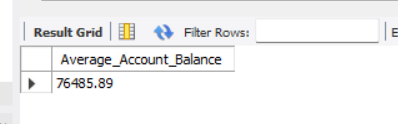 Result Grid Filter Rows: E
Average_Account_Balance
76485.89